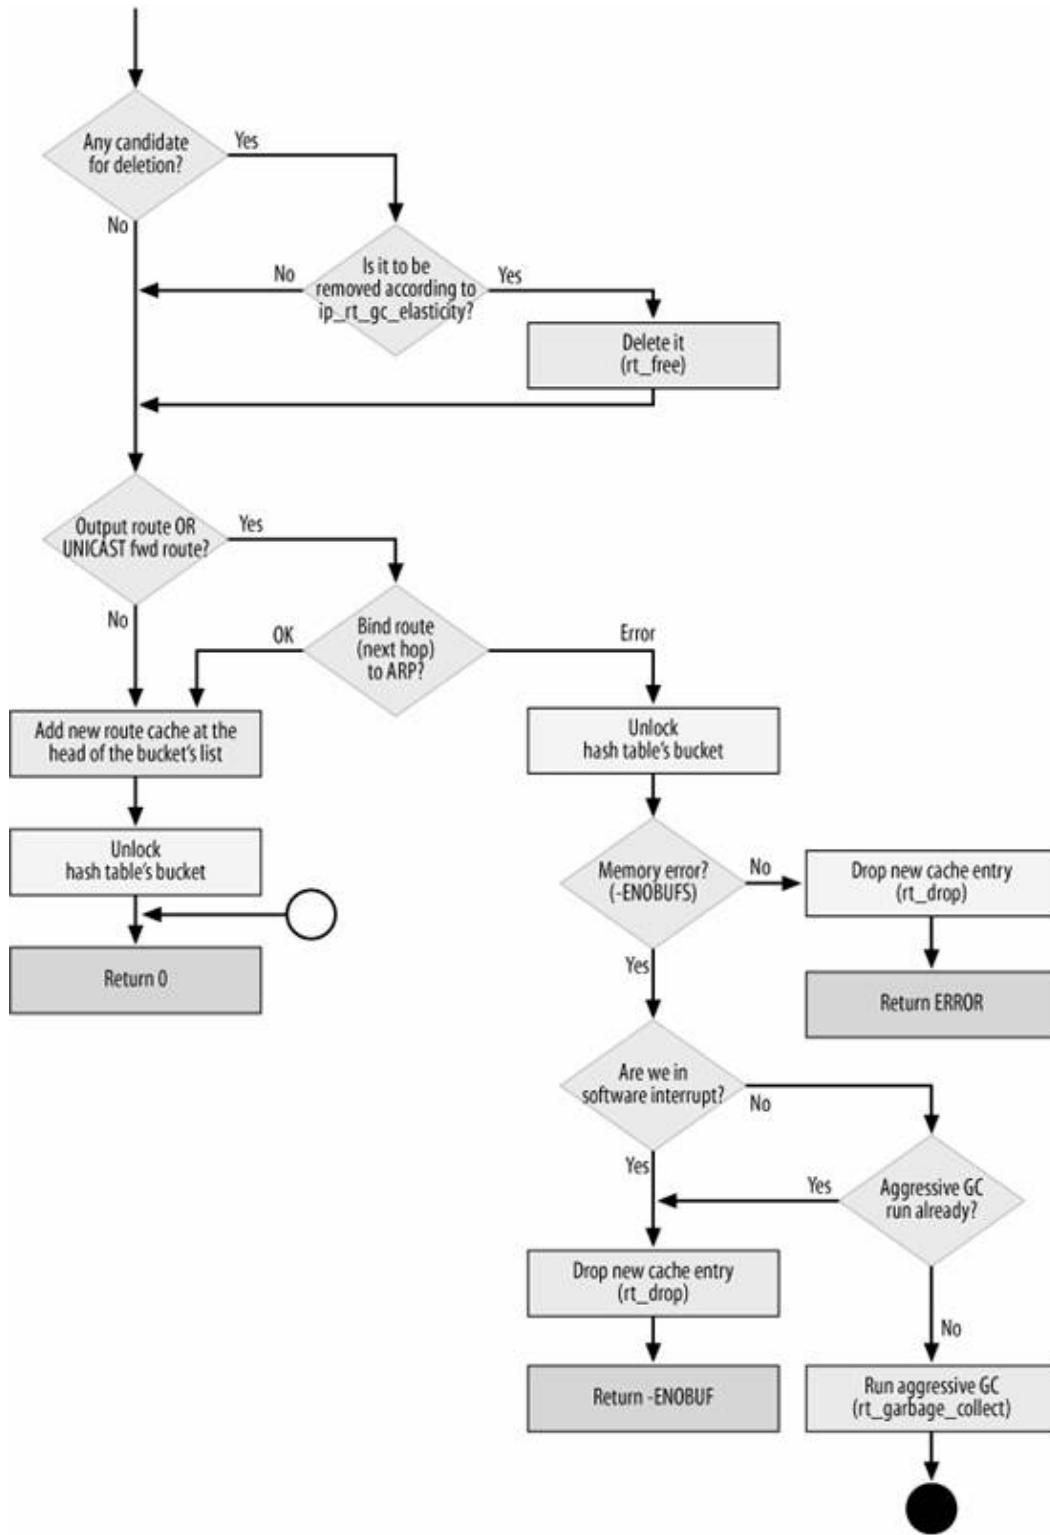 Any candidate
for deletion?
Yes
No
Is it to be
removed according to
ip_rt_gc_elasticity?
No
Yes
Delete it
(rt_free)
Output route OR
UNICAST fwd route?
Yes
No
Bind route
(next hop)
to ARP?
OK
Error
Add new route cache at the
head of the bucket's list
Unlock
hash table's bucket
Unlock
hash table's bucket
Return 0
Memory error?
(-ENOBUFS)
No
Drop new cache entry
(rt_drop)
Return ERROR
Yes
Are we in
software interrupt?
No
Yes
Aggressive GC
run already?
Yes
Drop new cache entry
(rt_drop)
Return -ENOBUF
No
Run aggressive GC
(rt_garbage_collect)